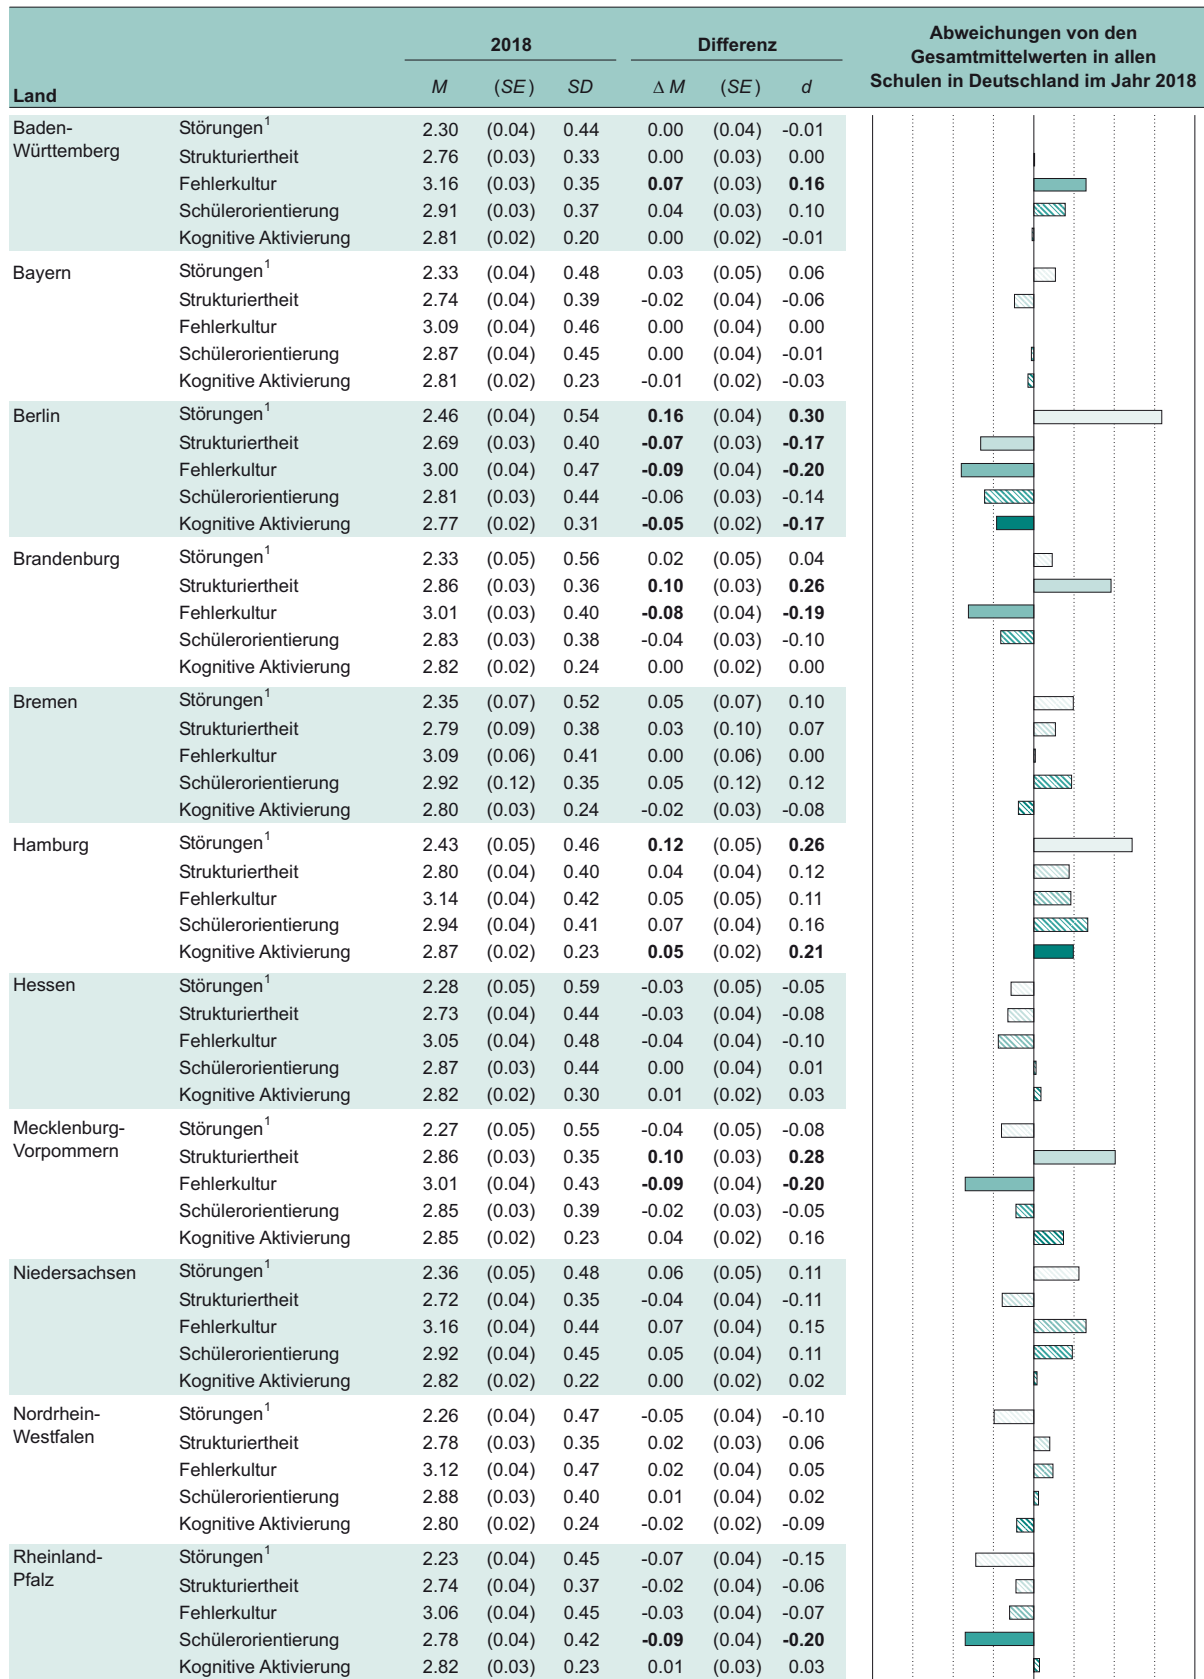 2018 Differenz Abweichungen von den
Gesamtmittelwerten in allen
Land M (SE) SD Δ M (SE) d Schulen in Deutschland im Jahr 2018
Baden- Störungen1 2.30 (0.04) 0.44 0.00 (0.04) -0.01
Württemberg Strukturiertheit 2.76 (0.03) 0.33 0.00 (0.03) 0.00
Fehlerkultur 3.16 (0.03) 0.35 0.07 (0.03) 0.16
Schülerorientierung 2.91 (0.03) 0.37 0.04 (0.03) 0.10
Kognitive Aktivierung 2.81 (0.02) 0.20 0.00 (0.02) -0.01
Bayern Störungen1 2.33 (0.04) 0.48 0.03 (0.05) 0.06
Strukturiertheit 2.74 (0.04) 0.39 -0.02 (0.04) -0.06
Fehlerkultur 3.09 (0.04) 0.46 0.00 (0.04) 0.00
Schülerorientierung 2.87 (0.04) 0.45 0.00 (0.04) -0.01
Kognitive Aktivierung 2.81 (0.02) 0.23 -0.01 (0.02) -0.03
Berlin Störungen1 2.46 (0.04) 0.54 0.16 (0.04) 0.30
Strukturiertheit 2.69 (0.03) 0.40 -0.07 (0.03) -0.17
Fehlerkultur 3.00 (0.04) 0.47 -0.09 (0.04) -0.20
Schülerorientierung 2.81 (0.03) 0.44 -0.06 (0.03) -0.14
Kognitive Aktivierung 2.77 (0.02) 0.31 -0.05 (0.02) -0.17
Brandenburg Störungen1 2.33 (0.05) 0.56 0.02 (0.05) 0.04
Strukturiertheit 2.86 (0.03) 0.36 0.10 (0.03) 0.26
Fehlerkultur 3.01 (0.03) 0.40 -0.08 (0.04) -0.19
Schülerorientierung 2.83 (0.03) 0.38 -0.04 (0.03) -0.10
Kognitive Aktivierung 2.82 (0.02) 0.24 0.00 (0.02) 0.00
Bremen Störungen1 2.35 (0.07) 0.52 0.05 (0.07) 0.10
Strukturiertheit 2.79 (0.09) 0.38 0.03 (0.10) 0.07
Fehlerkultur 3.09 (0.06) 0.41 0.00 (0.06) 0.00
Schülerorientierung 2.92 (0.12) 0.35 0.05 (0.12) 0.12
Kognitive Aktivierung 2.80 (0.03) 0.24 -0.02 (0.03) -0.08
Hamburg Störungen1 2.43 (0.05) 0.46 0.12 (0.05) 0.26
Strukturiertheit 2.80 (0.04) 0.40 0.04 (0.04) 0.12
Fehlerkultur 3.14 (0.04) 0.42 0.05 (0.05) 0.11
Schülerorientierung 2.94 (0.04) 0.41 0.07 (0.04) 0.16
Kognitive Aktivierung 2.87 (0.02) 0.23 0.05 (0.02) 0.21
Hessen Störungen1 2.28 (0.05) 0.59 -0.03 (0.05) -0.05
Strukturiertheit 2.73 (0.04) 0.44 -0.03 (0.04) -0.08
Fehlerkultur 3.05 (0.04) 0.48 -0.04 (0.04) -0.10
Schülerorientierung 2.87 (0.03) 0.44 0.00 (0.04) 0.01
Kognitive Aktivierung 2.82 (0.02) 0.30 0.01 (0.02) 0.03
Mecklenburg- Störungen1 2.27 (0.05) 0.55 -0.04 (0.05) -0.08
Vorpommern Strukturiertheit 2.86 (0.03) 0.35 0.10 (0.03) 0.28
Fehlerkultur 3.01 (0.04) 0.43 -0.09 (0.04) -0.20
Schülerorientierung 2.85 (0.03) 0.39 -0.02 (0.03) -0.05
Kognitive Aktivierung 2.85 (0.02) 0.23 0.04 (0.02) 0.16
Niedersachsen Störungen1 2.36 (0.05) 0.48 0.06 (0.05) 0.11
Strukturiertheit 2.72 (0.04) 0.35 -0.04 (0.04) -0.11
Fehlerkultur 3.16 (0.04) 0.44 0.07 (0.04) 0.15
Schülerorientierung 2.92 (0.04) 0.45 0.05 (0.04) 0.11
Kognitive Aktivierung 2.82 (0.02) 0.22 0.00 (0.02) 0.02
Nordrhein- Störungen1 2.26 (0.04) 0.47 -0.05 (0.04) -0.10
Westfalen Strukturiertheit 2.78 (0.03) 0.35 0.02 (0.03) 0.06
Fehlerkultur 3.12 (0.04) 0.47 0.02 (0.04) 0.05
Schülerorientierung 2.88 (0.03) 0.40 0.01 (0.04) 0.02
Kognitive Aktivierung 2.80 (0.02) 0.24 -0.02 (0.02) -0.09
Rheinland- Störungen1 2.23 (0.04) 0.45 -0.07 (0.04) -0.15
Pfalz Strukturiertheit 2.74 (0.04) 0.37 -0.02 (0.04) -0.06
Fehlerkultur 3.06 (0.04) 0.45 -0.03 (0.04) -0.07
Schülerorientierung 2.78 (0.04) 0.42 -0.09 (0.04) -0.20
Kognitive Aktivierung 2.82 (0.03) 0.23 0.01 (0.03) 0.03